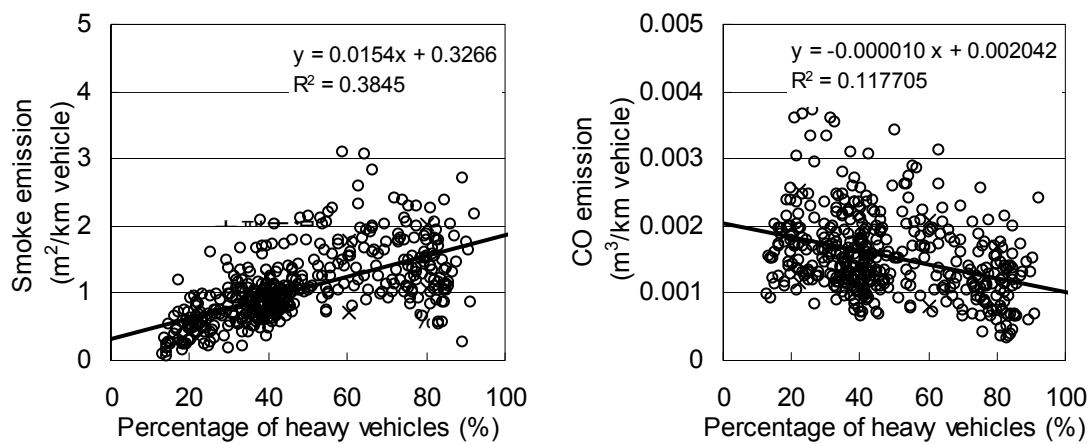 5
4
3
2
1
0
0 20 40 60 80 100
Smoke emission
(m²/km vehicle)
Percentage of heavy vehicles (%)
y = 0.0154x + 0.3266
R² = 0.3845
0.005
0.004
0.003
0.002
0.001
0.000
0 20 40 60 80 100
CO emission
(m³/km vehicle)
Percentage of heavy vehicles (%)
y = -0.000010 x + 0.002042
R² = 0.117705